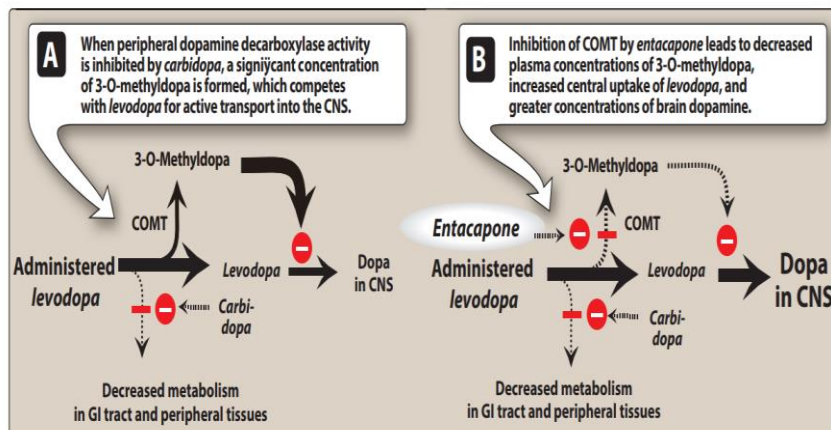 A
When peripheral dopamine decarboxylase activity
is inhibited by carbidopa, a signiÿcant concentration
of 3-O-methyldopa is formed, which competes
with levodopa for active transport into the CNS.
3-O-Methyldopa
COMT
Administered
levodopa
Levodopa
Dopa
in CNS
Carbi-
dopa
Decreased metabolism
in GI tract and peripheral tissues
B
Inhibition of COMT by entacapone leads to decreased
plasma concentrations of 3-O-methyldopa,
increased central uptake of levodopa, and
greater concentrations of brain dopamine.
3-O-Methyldopa
COMT
Entacapone
Administered
levodopa
Levodopa
Dopa
in CNS
Carbi-
dopa
Decreased metabolism
in GI tract and peripheral tissues